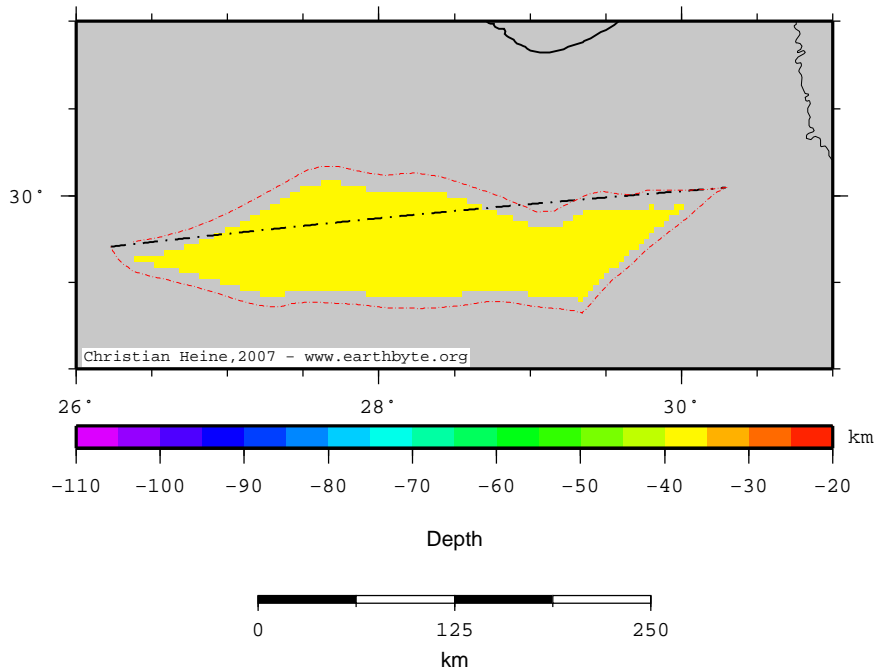 30°
Christian Heine,2007 - www.earthbyte.org
26° 28° 30°
km
-110 -100 -90 -80 -70 -60 -50 -40 -30 -20
Depth
0 125 250
km